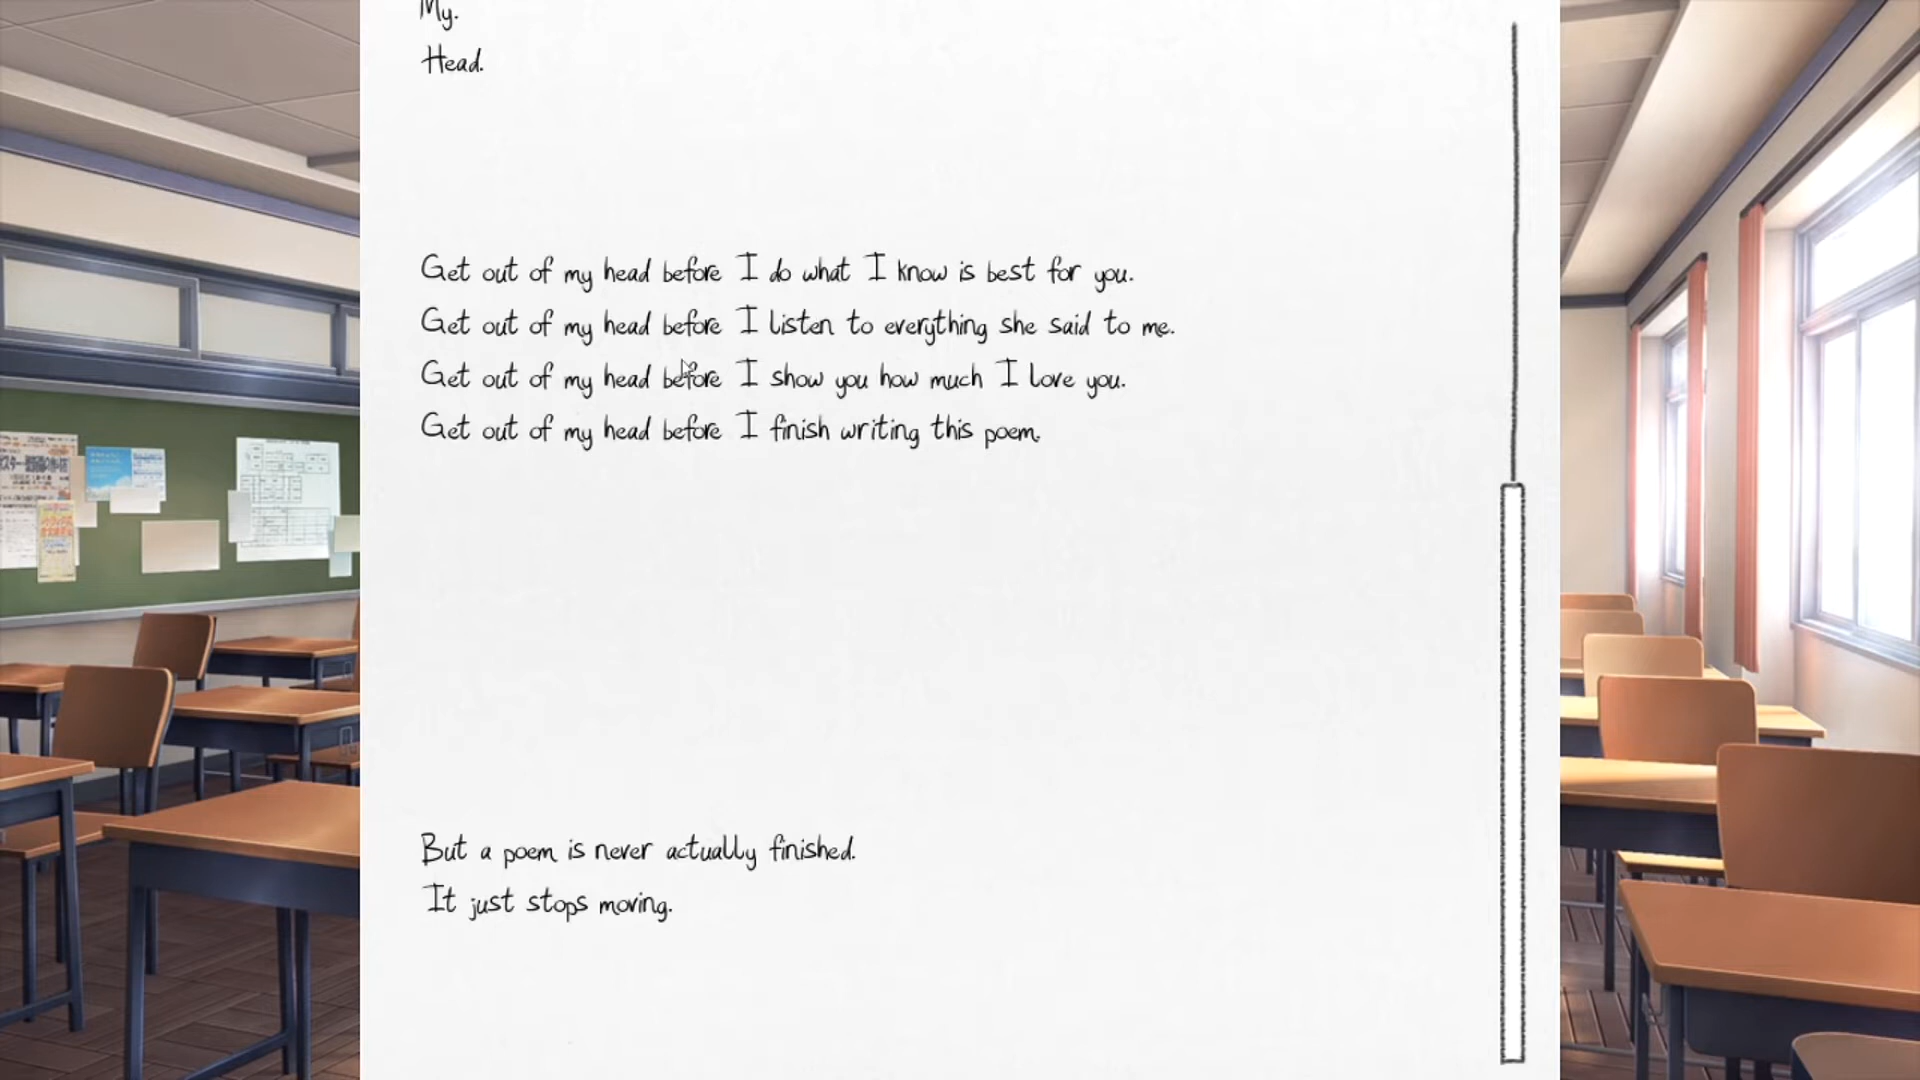 My.
Head.
Get out of my head before I do what I know is best for you.
Get out of my head before I listen to everything she said to me.
Get out of my head before I show you how much I love you.
Get out of my head before I finish writing this poem.
But a poem is never actually finished.
It just stops moving.